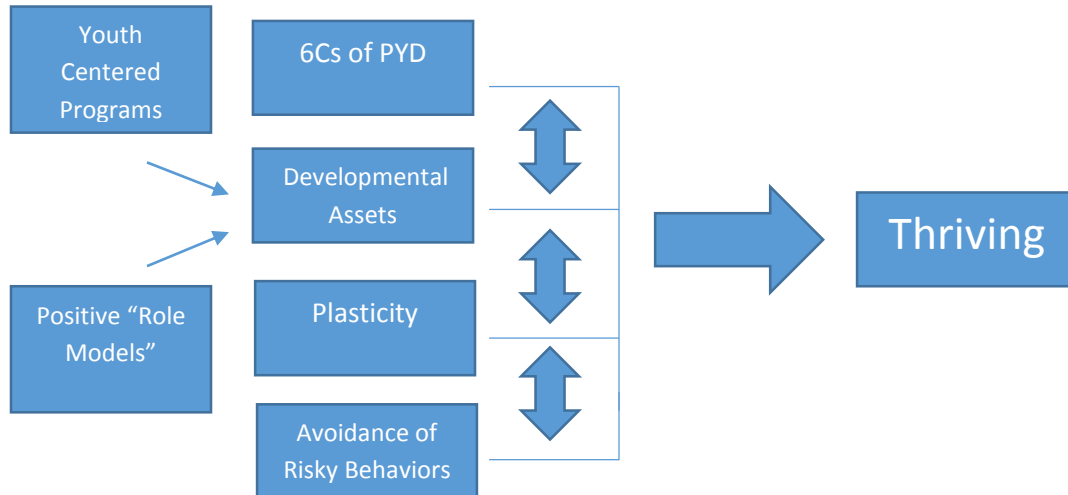 Youth
Centered
Programs
6Cs of PYD
Developmental
Assets
Positive “Role
Models”
Plasticity
Avoidance of
Risky Behaviors
Thriving